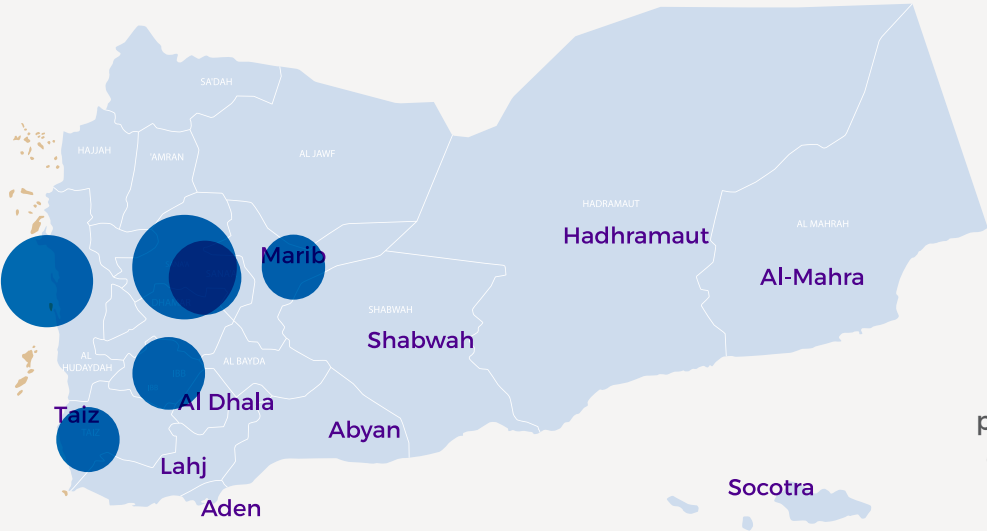 SA'DAH
HAJJAH
'AMRAN
AL JAWF
HADRAMAUT
AL MAHRAH
Hadhramaut
Marib
Al-Mahra
SHABWAH
Shabwah
AL
HUDAYDAH
AL BAYDA
Al Dhala
Taiz
Abyan
Lahj
Socotra
Aden